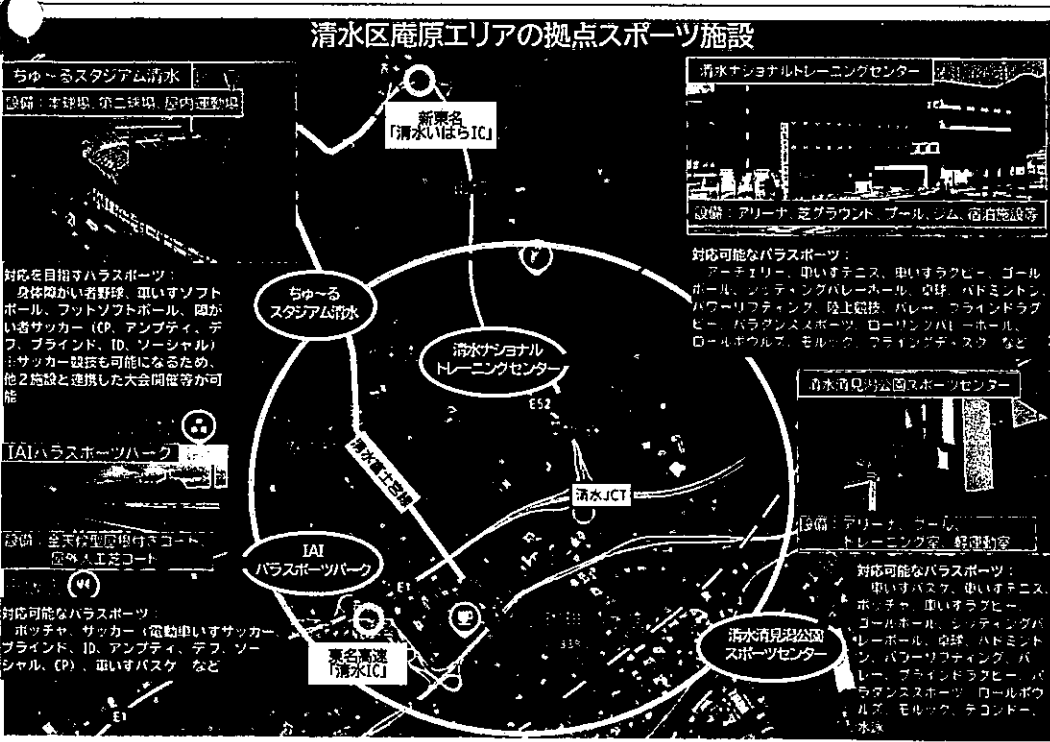 清水区庵原エリアの拠点スポーツ施設
ちゅ～るスタジアム清水
設備：本球場、第二球場、屋内運動場
対応を目指すパラスポーツ：
身体障がい者野球、車いすソフト
ボール、フットソフトボール、障が
い者サッカー（CP、アンプティ、デ
フ、ブラインド、ID、ソーシャル）
※サッカー競技も可能になるため、
他2施設と連携した大会開催等が可
能
IAIパラスポーツパーク
設備：全天候型屋根付きコート、
屋外人工芝コート
対応可能なパラスポーツ：
ボッチャ、サッカー（電動車いすサッカー、
ブラインド、ID、アンプティ、デフ、ソー
シャル、CP）、車いすバスケ など
新東名
「清水いはらIC」
ちゅ～る
スタジアム清水
清水ナショナル
トレーニングセンター
E52
清水富士宮線
清水JCT
IAI
パラスポーツパーク
E1
東名高速
「清水IC」
清水清見潟公園
スポーツセンター
E1
清水ナショナルトレーニングセンター
設備：アリーナ、芝グラウンド、プール、ジム、宿泊施設等
対応可能なパラスポーツ：
アーチェリー、車いすテニス、車いすラグビー、ゴール
ボール、シッティングバレーボール、卓球、バドミントン、
パワーリフティング、陸上競技、バレー、ブラインドラグ
ビー、パラダンススポーツ、ローリングバレーボール、
ロールボウルズ、モルック、フライングディスク など
清水清見潟公園スポーツセンター
設備：アリーナ、プール、
トレーニング室、軽運動室
対応可能なパラスポーツ：
車いすバスケ、車いすテニス、
ボッチャ、車いすラグビー、
ゴールボール、シッティングバ
レーボール、卓球、バドミント
ン、パワーリフティング、バ
レー、ブラインドラグビー、パ
ラダンススポーツ、ロールボウ
ルズ、モルック、テコンドー、
水泳